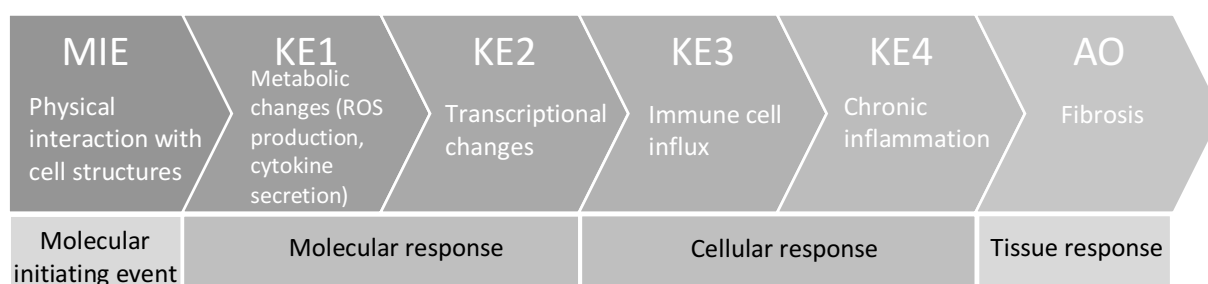 MIE
Physical
interaction with
cell structures
KE1
Metabolic
changes (ROS
production,
cytokine
secretion)
KE2
Transcriptional
changes
KE3
Immune cell
influx
KE4
Chronic
inflammation
AO
Fibrosis
Molecular
initiating event
Molecular response
Cellular response
Tissue response